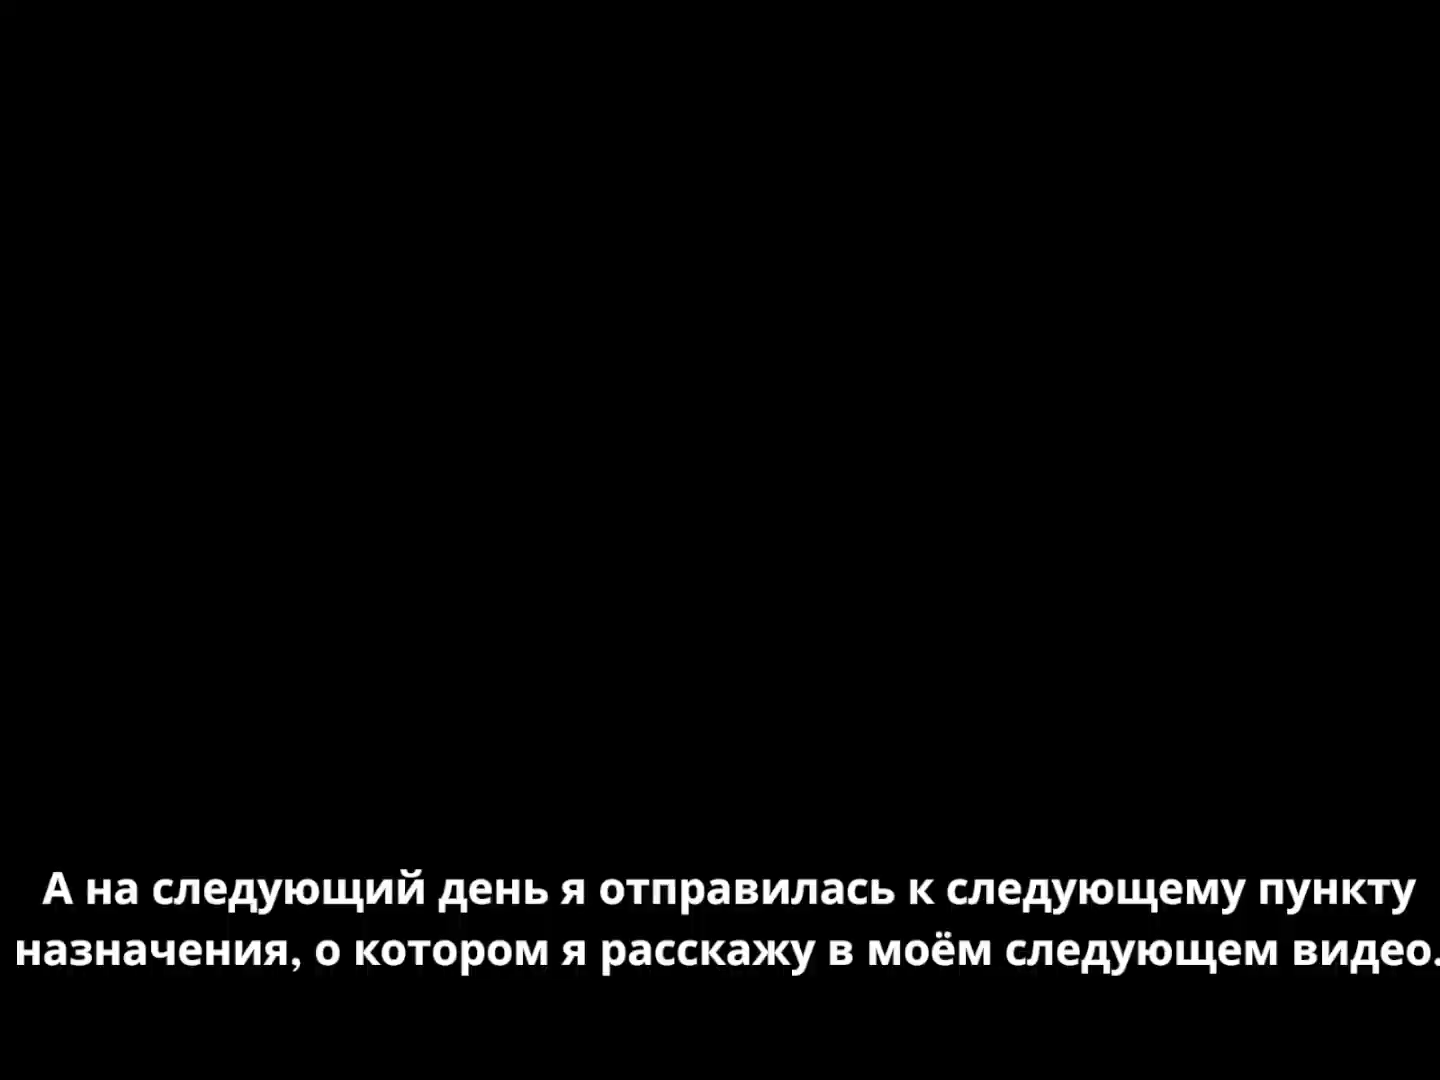 А на следующий день я отправилась к следующему пункту
назначения, о котором я расскажу в моём следующем видео.